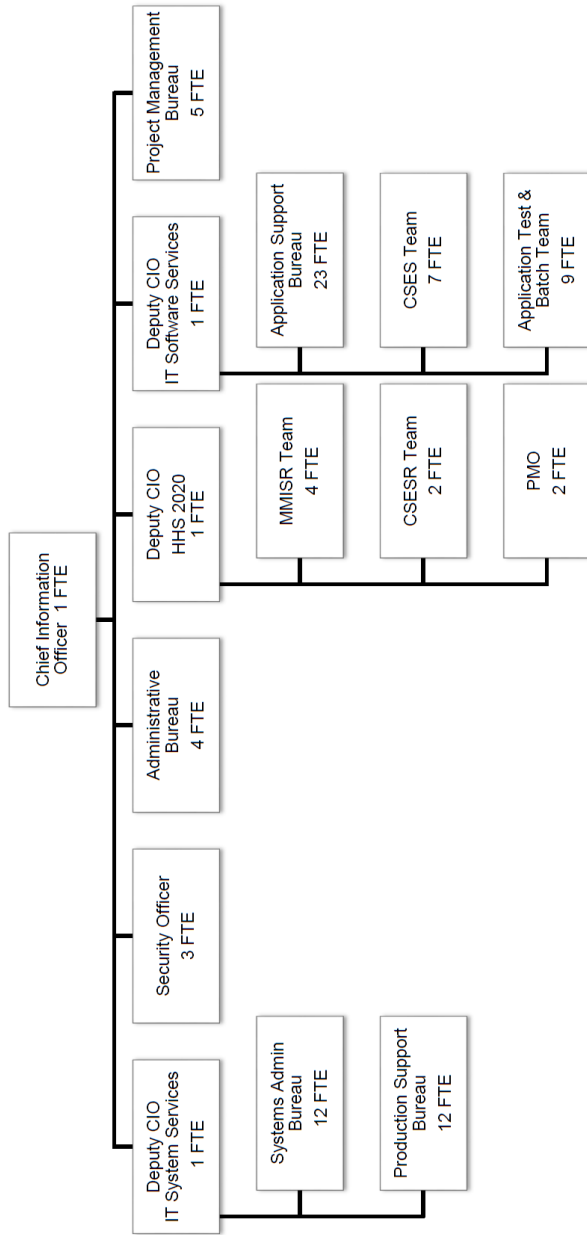 Chief Information
Officer 1 FTE
Deputy CIO
IT System Services
1 FTE
Security Officer
3 FTE
Administrative
Bureau
4 FTE
Deputy CIO
HHS 2020
1 FTE
Deputy CIO
IT Software Services
1 FTE
Project Management
Bureau
5 FTE
Systems Admin
Bureau
12 FTE
Production Support
Bureau
12 FTE
MMISR Team
4 FTE
CSESR Team
2 FTE
PMO
2 FTE
Application Support
Bureau
23 FTE
CSES Team
7 FTE
Application Test &
Batch Team
9 FTE